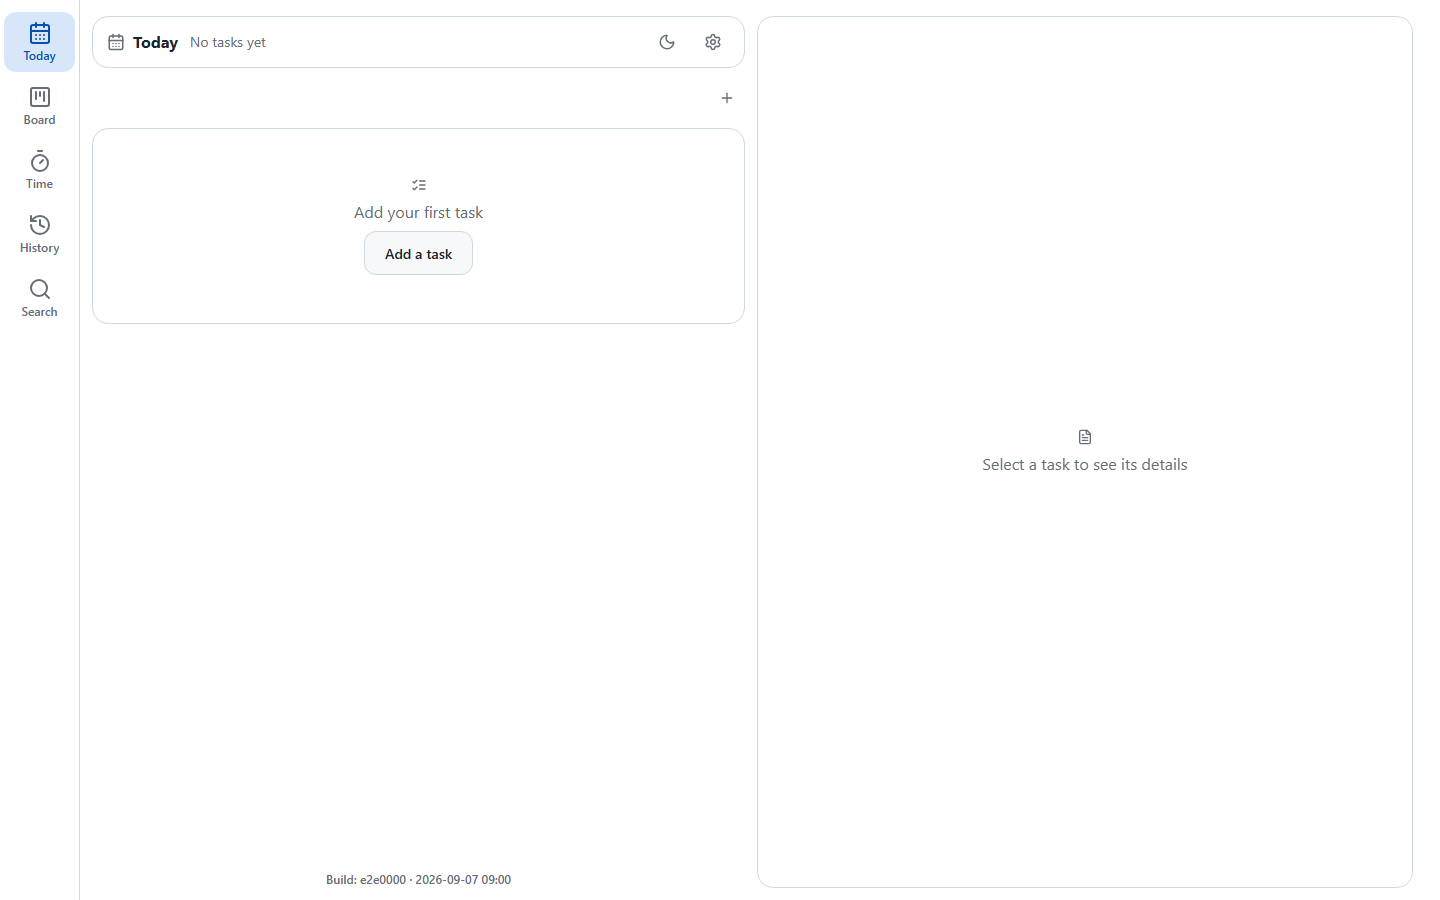 Today
Board
Time
History
Search
Today No tasks yet
Add your first task
Add a task
Build: e2e0000 · 2026-09-07 09:00
Select a task to see its details